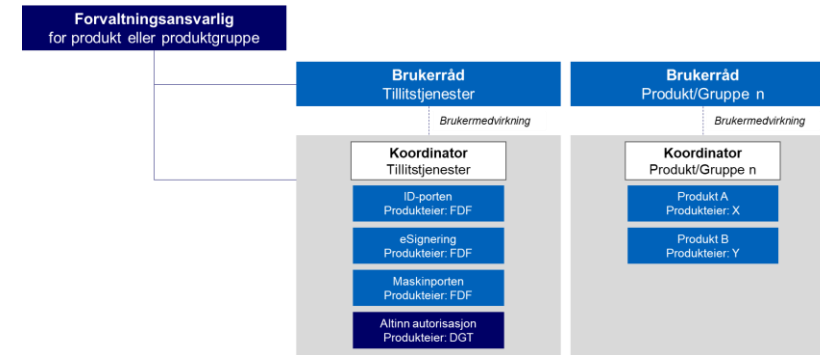 Forvaltningsansvarlig
for produkt eller produktgruppe
Brukerråd
Tillitstjenester
Brukermedvirkning
Koordinator
Tillitstjenester
ID-porten
Produkteier: FDF
eSignering
Produkteier: FDF
Maskinporten
Produkteier: FDF
Altinn autorisasjon
Produkteier: DGT
Brukerråd
Produkt/Gruppe n
Brukermedvirkning
Koordinator
Produkt/Gruppe n
Produkt A
Produkteier: X
Produkt B
Produkteier: Y